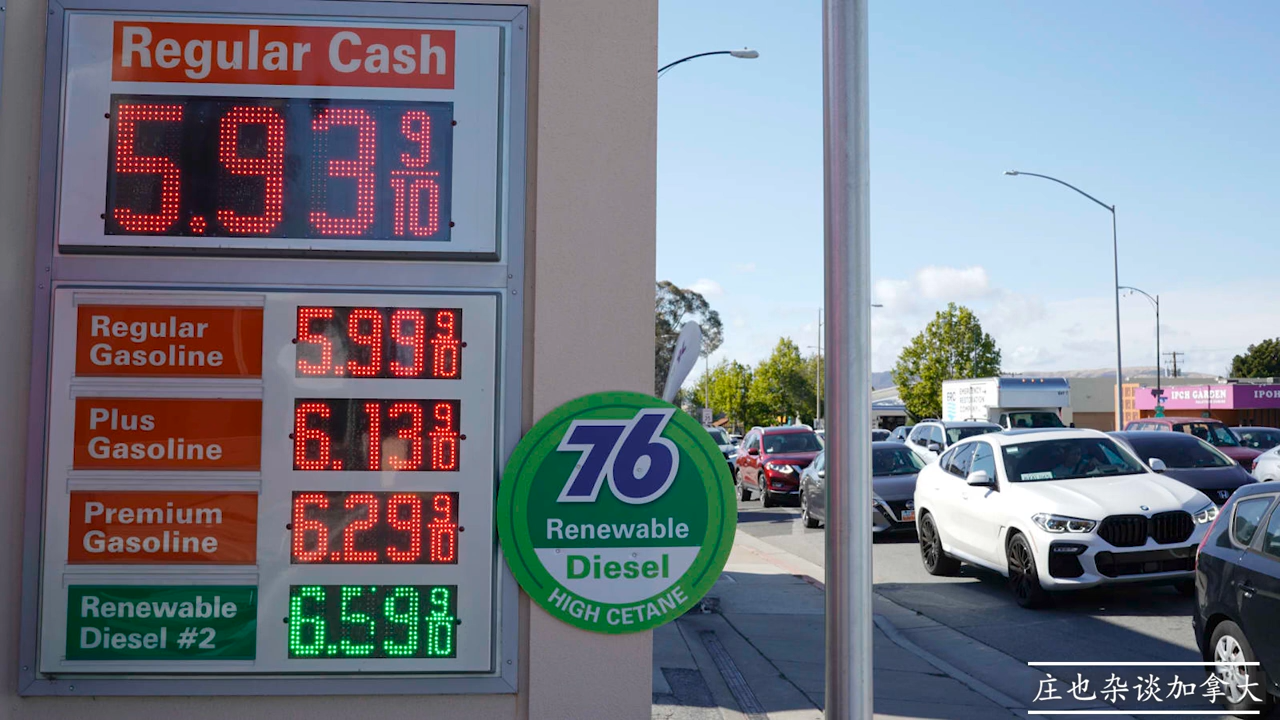 Regular Cash
5.93 9/10
Regular
Gasoline
5.99 9/10
Plus
Gasoline
6.13 9/10
Premium
Gasoline
6.29 9/10
Renewable
Diesel #2
6.59 9/10
76
Renewable
Diesel
HIGH CETANE
IPOH GARDEN
IPOH
庄也杂谈加拿大